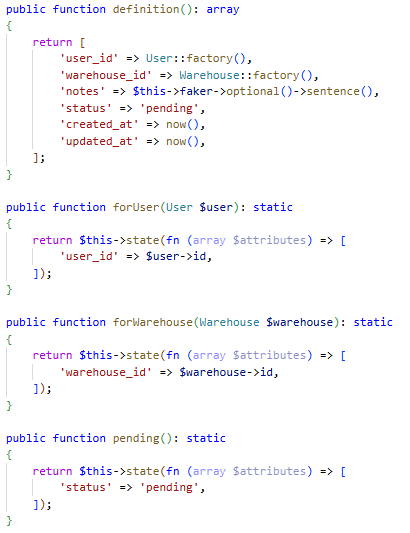 public function definition(): array
{
    return [
        'user_id' => User::factory(),
        'warehouse_id' => Warehouse::factory(),
        'notes' => $this->faker->optional()->sentence(),
        'status' => 'pending',
        'created_at' => now(),
        'updated_at' => now(),
    ];
}

public function forUser(User $user): static
{
    return $this->state(fn (array $attributes) => [
        'user_id' => $user->id,
    ]);
}

public function forWarehouse(Warehouse $warehouse): static
{
    return $this->state(fn (array $attributes) => [
        'warehouse_id' => $warehouse->id,
    ]);
}

public function pending(): static
{
    return $this->state(fn (array $attributes) => [
        'status' => 'pending',
    ]);
}